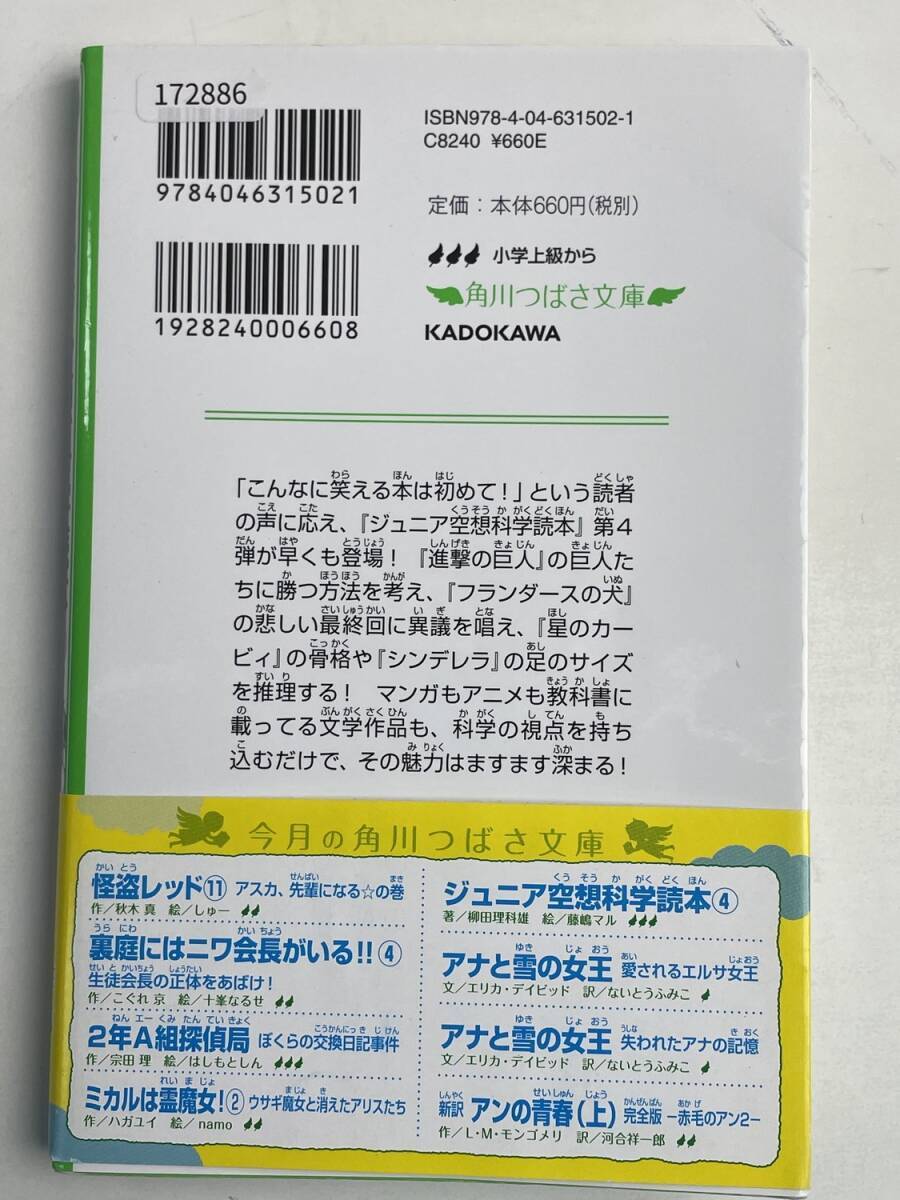 172886
9784046315021
1928240006608
ISBN978-4-04-631502-1
C8240 ¥660E
定価：本体660円(税別)
小学上級から
角川つばさ文庫
KADOKAWA
「こんなに笑える本は初めて！」という読者
の声に応え、『ジュニア空想科学読本』第4
弾が早くも登場！『進撃の巨人』の巨人た
ちに勝つ方法を考え、『フランダースの犬』
の悲しい最終回に異議を唱え、『星のカー
ビィ』の骨格や『シンデレラ』の足のサイズ
を推理する！ マンガもアニメも教科書に
載ってる文学作品も、科学の視点を持ち
込むだけで、その魅力はますます深まる！
今月の角川つばさ文庫
怪盗レッド⑪ アスカ、先輩になる☆の巻
作／秋木 真 絵／しゅー
裏庭にはニワ会長がいる!!④
生徒会長の正体をあばけ！
作／こぐれ 京 絵／十峯なるせ
2年A組探偵局 ぼくらの交換日記事件
作／宗田 理 絵／はしもとしん
ミカルは霊魔女！② ウサギ魔女と消えたアリスたち
作／ハガユイ 絵／namo
ジュニア空想科学読本④
著／柳田理科雄 絵／藤嶋マル
アナと雪の女王 愛されるエルサ女王
文／エリカ・デイビッド 訳／ないとうふみこ
アナと雪の女王 失われたアナの記憶
文／エリカ・デイビッド 訳／ないとうふみこ
新訳 アンの青春（上） 完全版 ー赤毛のアン2ー
作／L・M・モンゴメリ 訳／河合祥一郎